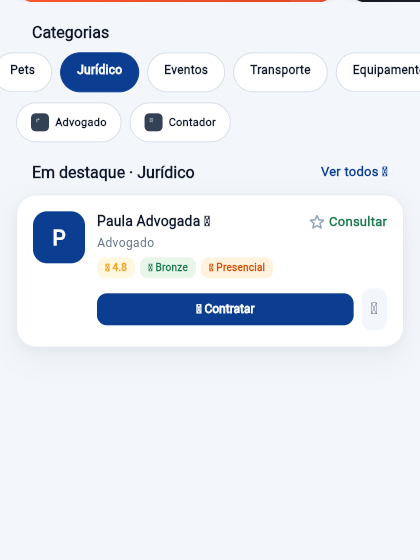 Categorias
Pets
Jurídico
Eventos
Transporte
Equipament
Advogado
Contador
Em destaque · Jurídico
Ver todos
P
Paula Advogada
Consultar
Advogado
4.8
Bronze
Presencial
Contratar